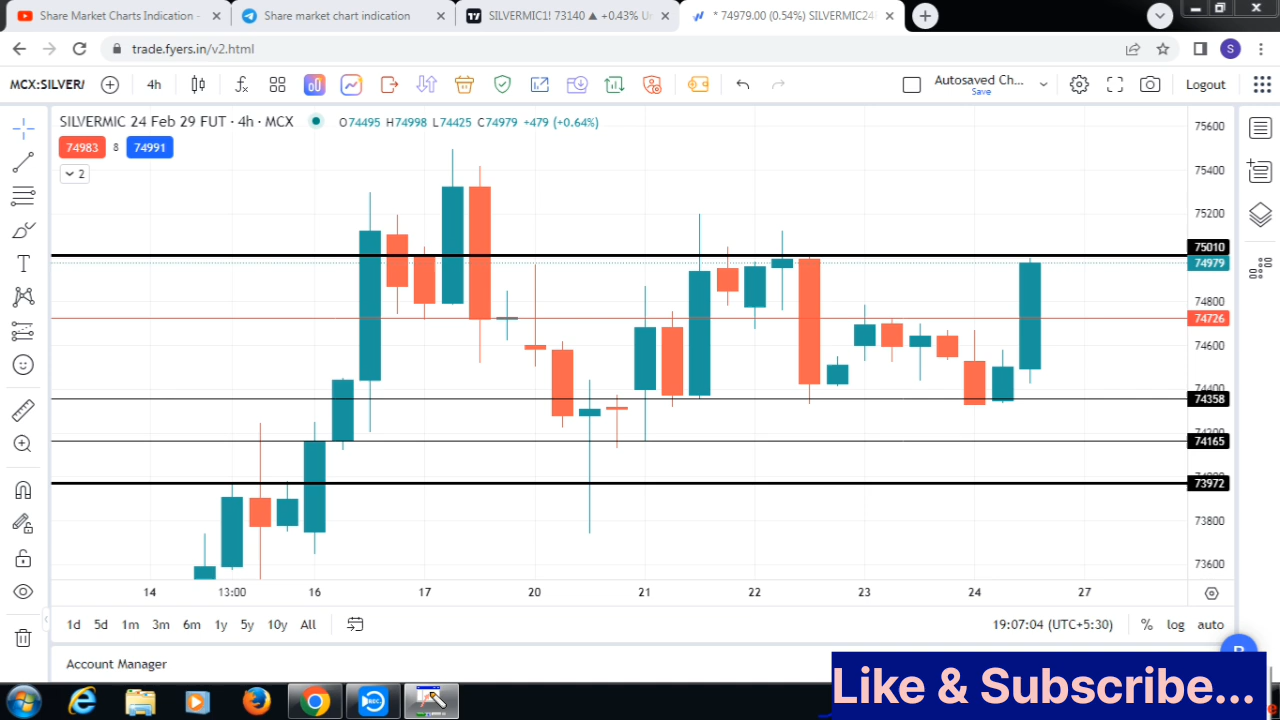 Share Market Charts Indication -
Share market chart indication
SILVERMIC1! 73140 ▲ +0.43% Un
* 74979.00 (0.54%) SILVERMIC24
trade.fyers.in/v2.html
S
MCX:SILVER/
4h
Autosaved Ch...
Save
Logout
SILVERMIC 24 Feb 29 FUT · 4h · MCX
O74495 H74998 L74425 C74979 +479 (+0.64%)
74983 8 74991
2
75600
75400
75200
75010
74979
74800
74726
74600
74400
74358
74165
73972
73800
73600
14 13:00 16 17 20 21 22 23 24 27
1d 5d 1m 3m 6m 1y 5y 10y All
19:07:04 (UTC+5:30) % log auto
Account Manager
REC
Like & Subscribe...